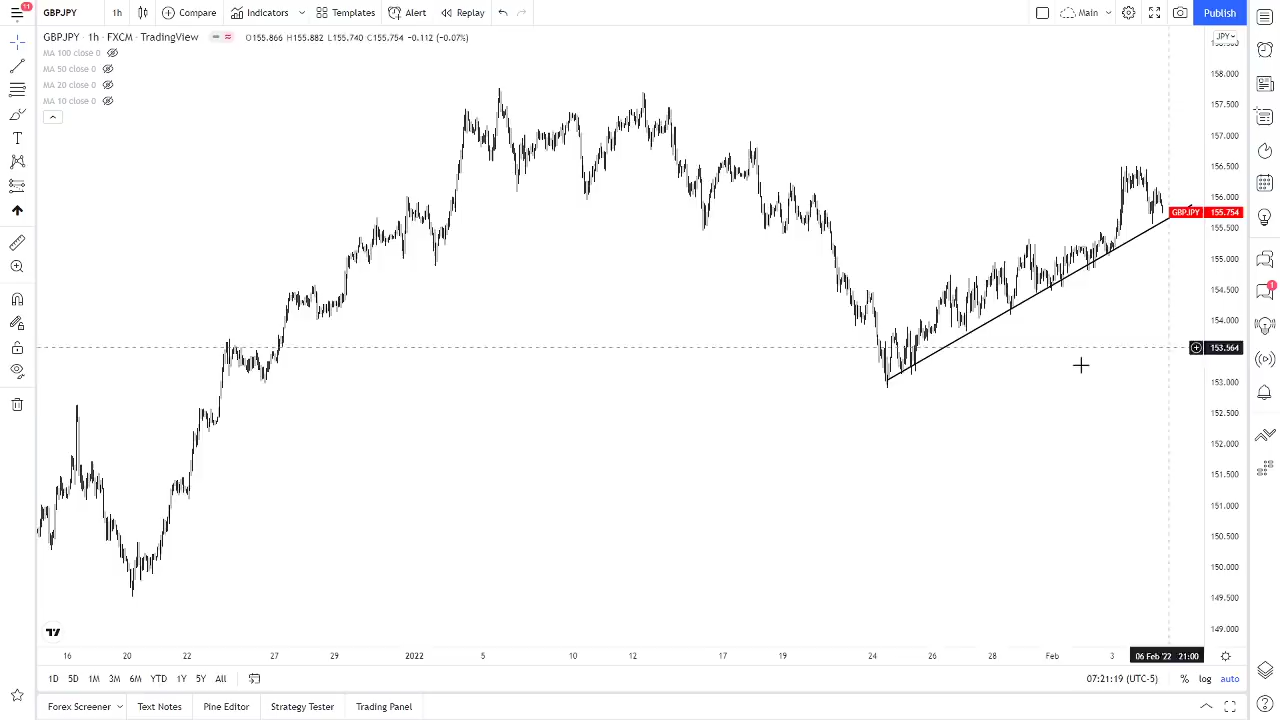 11
GBPJPY 1h Compare Indicators Templates Alert Replay Main Publish
GBPJPY · 1h · FXCM · TradingView O155.866 H155.882 L155.740 C155.754 −0.112 (−0.07%)
JPY
MA 100 close 0
MA 50 close 0
MA 20 close 0
MA 10 close 0
158.000
157.500
157.000
156.500
156.000
GBPJPY 155.754
155.500
155.000
1
154.500
154.000
153.564
153.000
152.500
152.000
151.500
151.000
150.500
150.000
149.500
149.000
16 20 22 27 29 2022 5 10 12 17 19 24 26 28 Feb 3 06 Feb '22 21:00
1D 5D 1M 3M 6M YTD 1Y 5Y All 07:21:19 (UTC-5) % log auto
Forex Screener Text Notes Pine Editor Strategy Tester Trading Panel